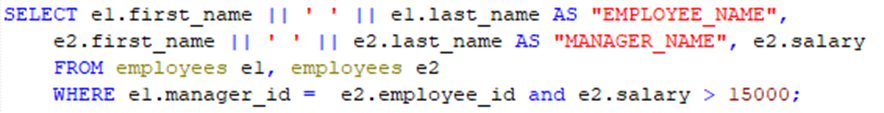 SELECT e1.first_name || ' ' || e1.last_name AS "EMPLOYEE_NAME",
e2.first_name || ' ' || e2.last_name AS "MANAGER_NAME", e2.salary
FROM employees e1, employees e2
WHERE e1.manager_id =  e2.employee_id and e2.salary > 15000;